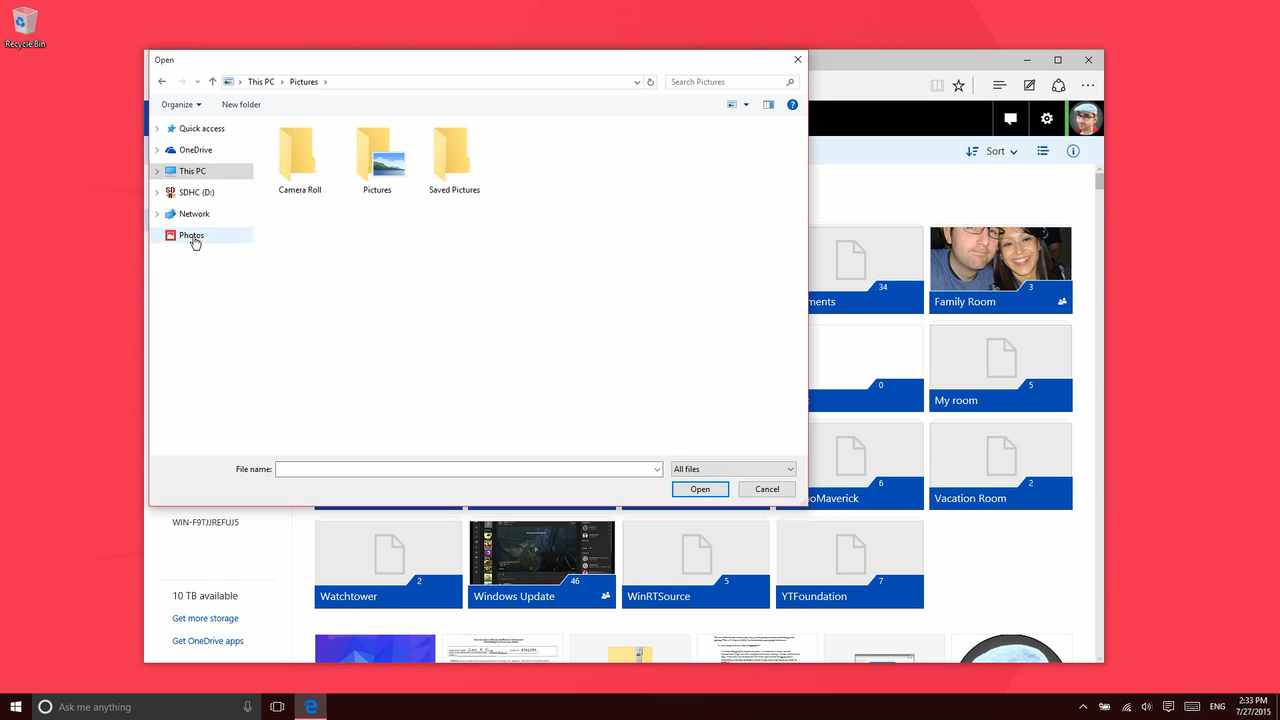 Recycle Bin
Open
This PC > Pictures >
Search Pictures
Organize
New folder
Quick access
OneDrive
This PC
SDHC (D:)
Network
Photos
Camera Roll
Pictures
Saved Pictures
File name:
All files
Open
Cancel
Sort
34
ments
3
Family Room
0
5
My room
6
oMaverick
2
Vacation Room
WIN-F9TJJREFUJ5
10 TB available
Get more storage
Get OneDrive apps
2
Watchtower
46
Windows Update
5
WinRTSource
7
YTFoundation
Ask me anything
ENG
2:33 PM
7/27/2015